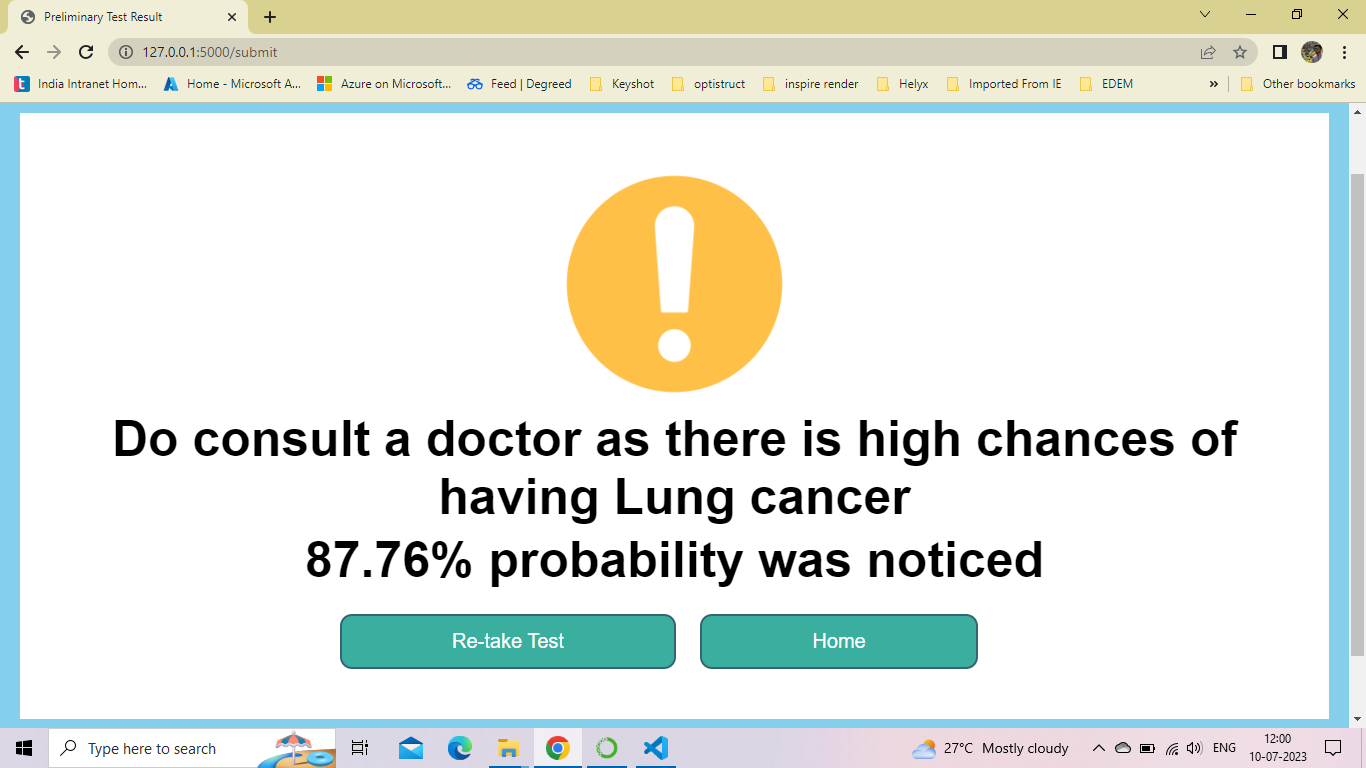 Preliminary Test Result
127.0.0.1:5000/submit
India Intranet Hom...
Home - Microsoft A...
Azure on Microsoft...
Feed | Degreed
Keyshot
optistruct
inspire render
Helyx
Imported From IE
EDEM
»
Other bookmarks
Do consult a doctor as there is high chances of
having Lung cancer
87.76% probability was noticed
Re-take Test
Home
Type here to search
27°C Mostly cloudy
ENG
12:00
10-07-2023